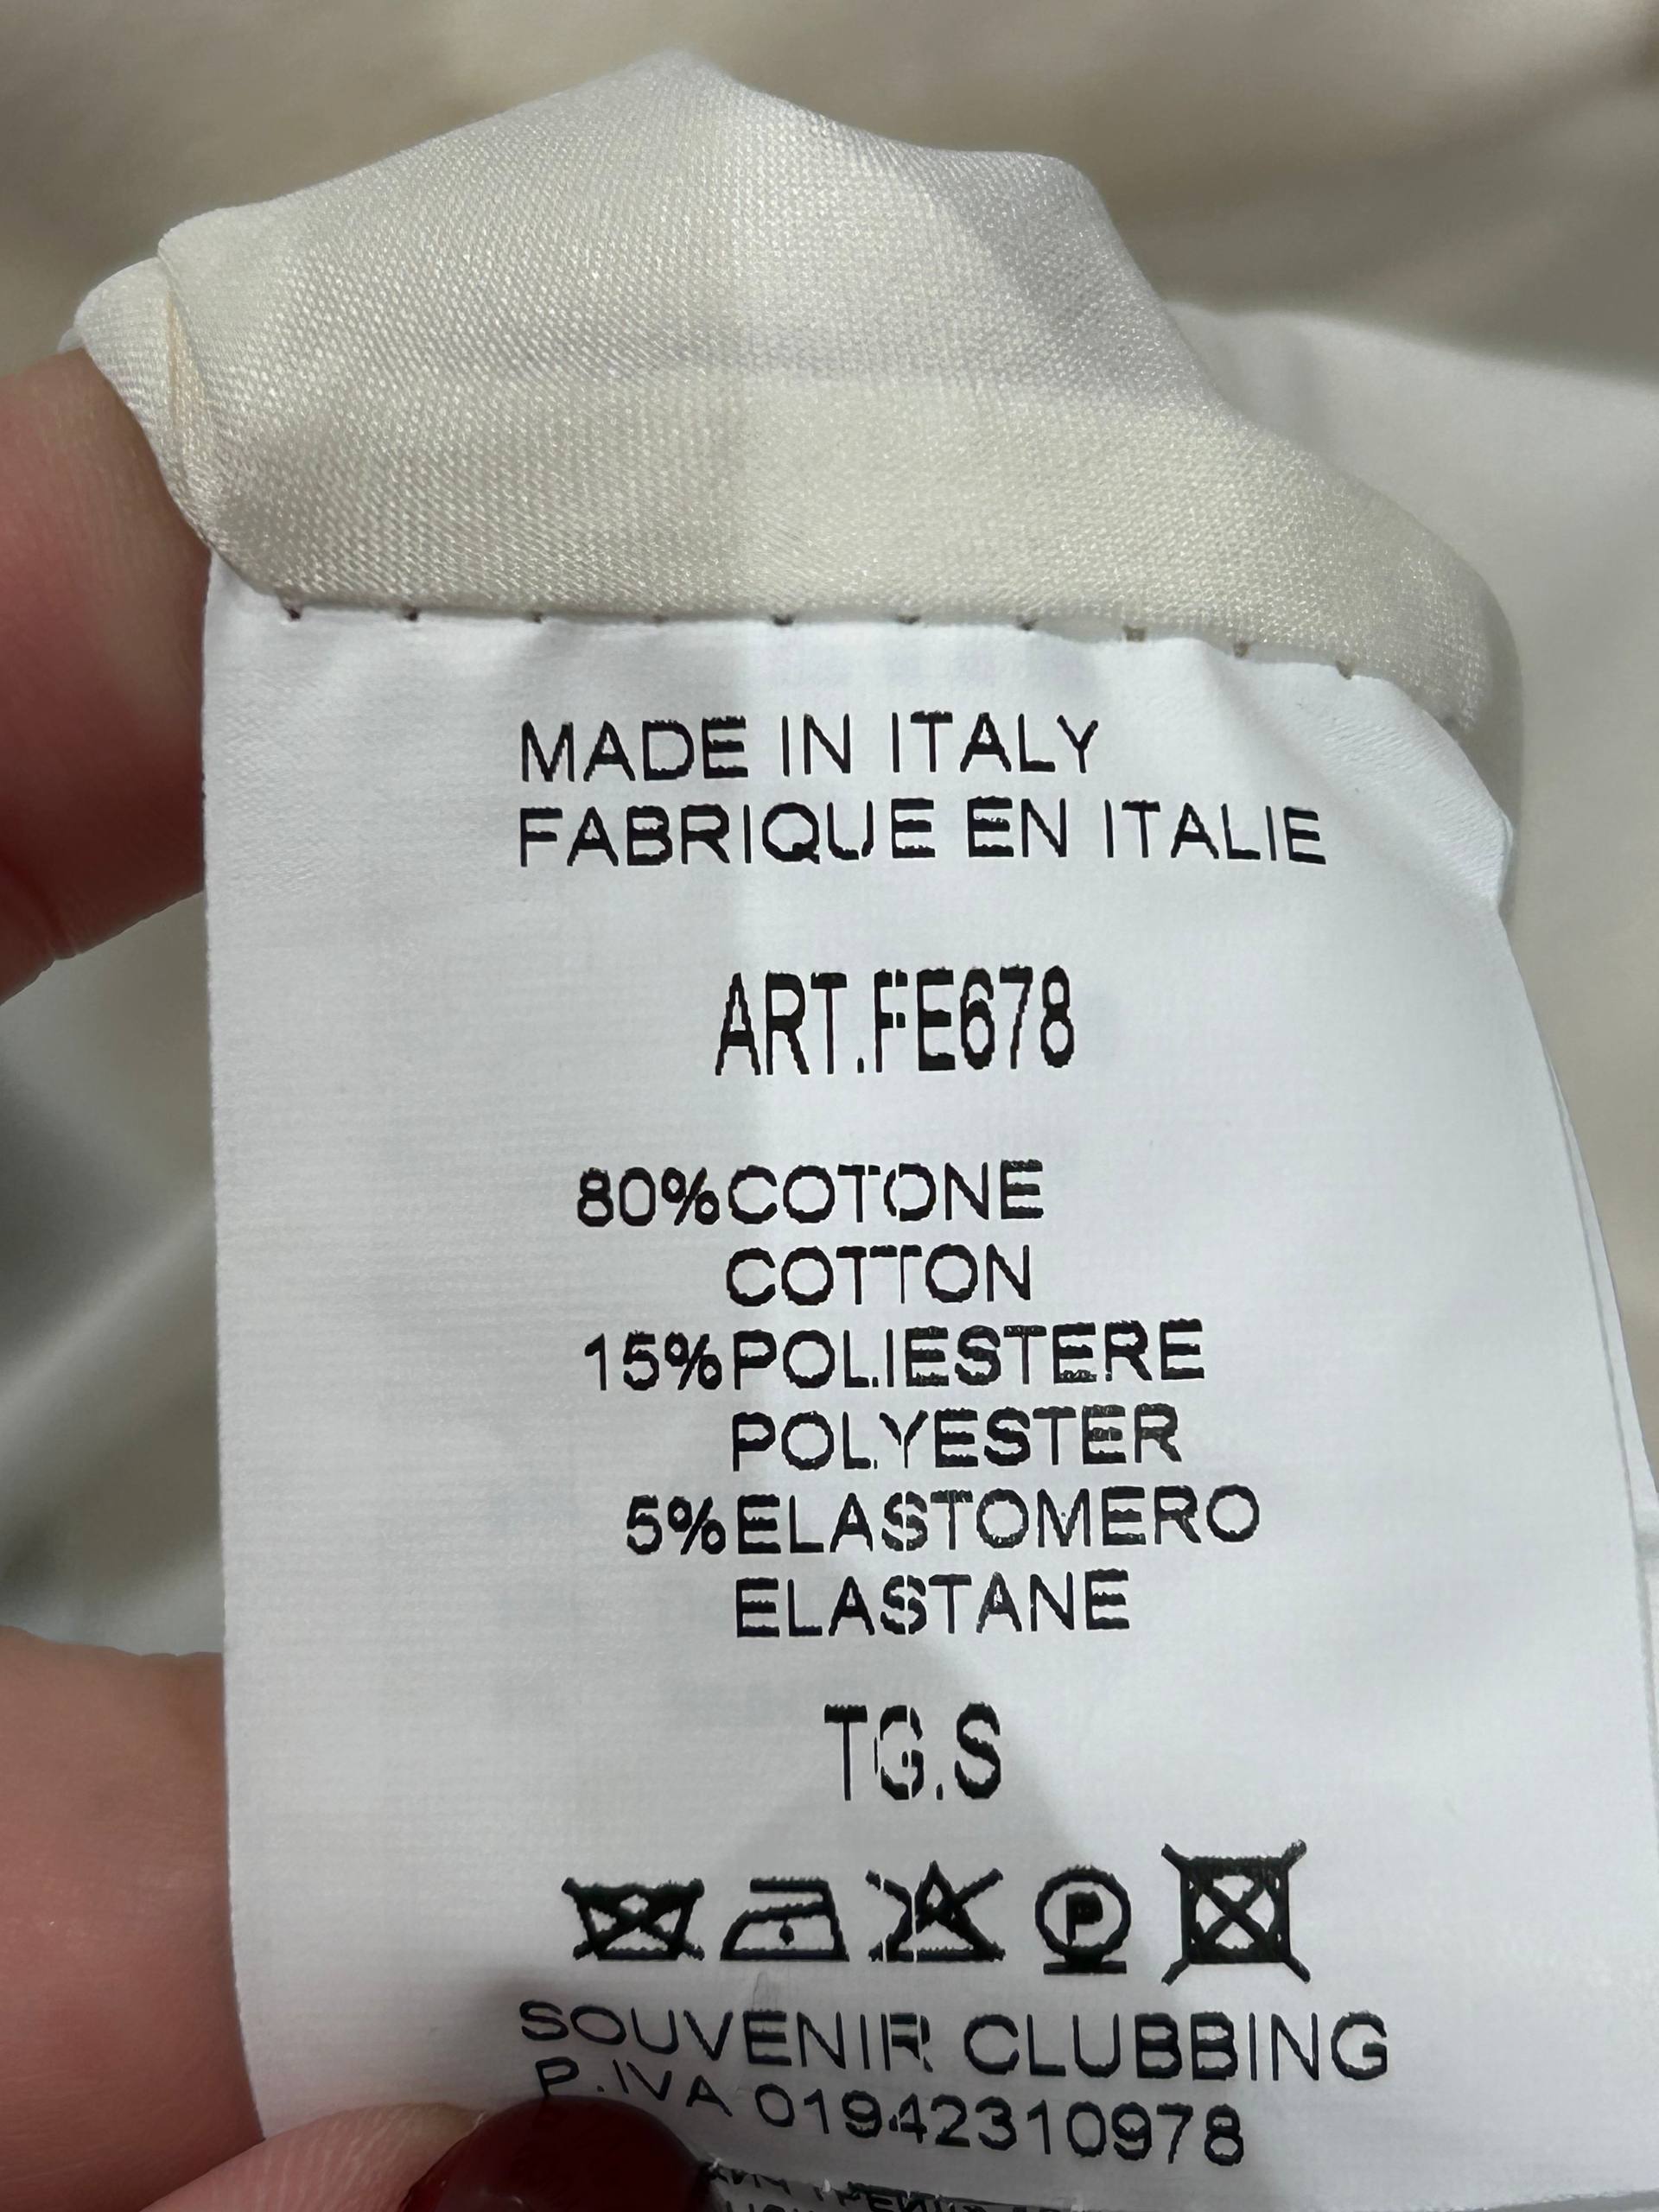 MADE IN ITALY
FABRIQUE EN ITALIE
ART.FE678
80%COTONE
COTTON
15%POLIESTERE
POLYESTER
5%ELASTOMERO
ELASTANE
TG.S
P
SOUVENIR CLUBBING
P.IVA 01942310978